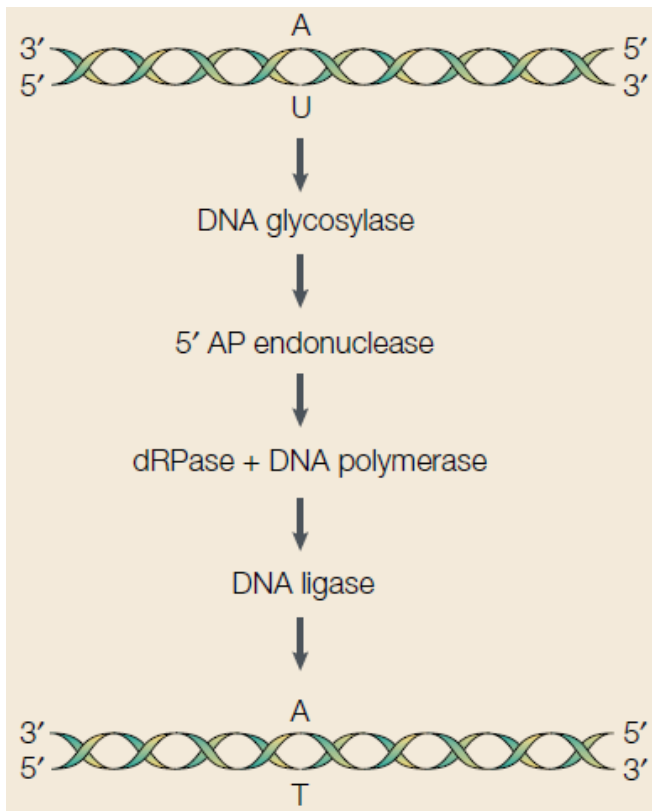 A
3′ 5′
5′ 3′
U
DNA glycosylase
5′ AP endonuclease
dRPase + DNA polymerase
DNA ligase
A
3′ 5′
5′ 3′
T